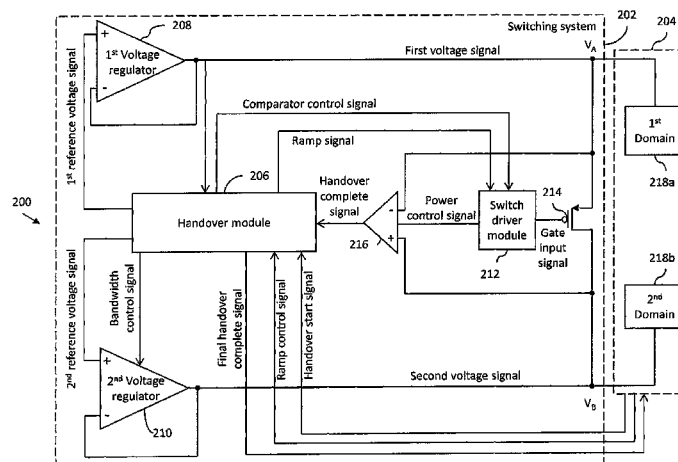 Switching system
202
204
208
1st Voltage
regulator
+
-
First voltage signal
VA
1st reference voltage signal
Comparator control signal
Ramp signal
1st
Domain
218a
200
206
Handover module
Handover
complete
signal
-
+
216
Power
control signal
Switch
driver
module
212
214
Gate
input
signal
218b
2nd
Domain
2nd reference voltage signal
Bandwidth
control signal
Final handover
complete signal
Ramp control signal
Handover start signal
+
-
2nd Voltage
regulator
210
Second voltage signal
VB